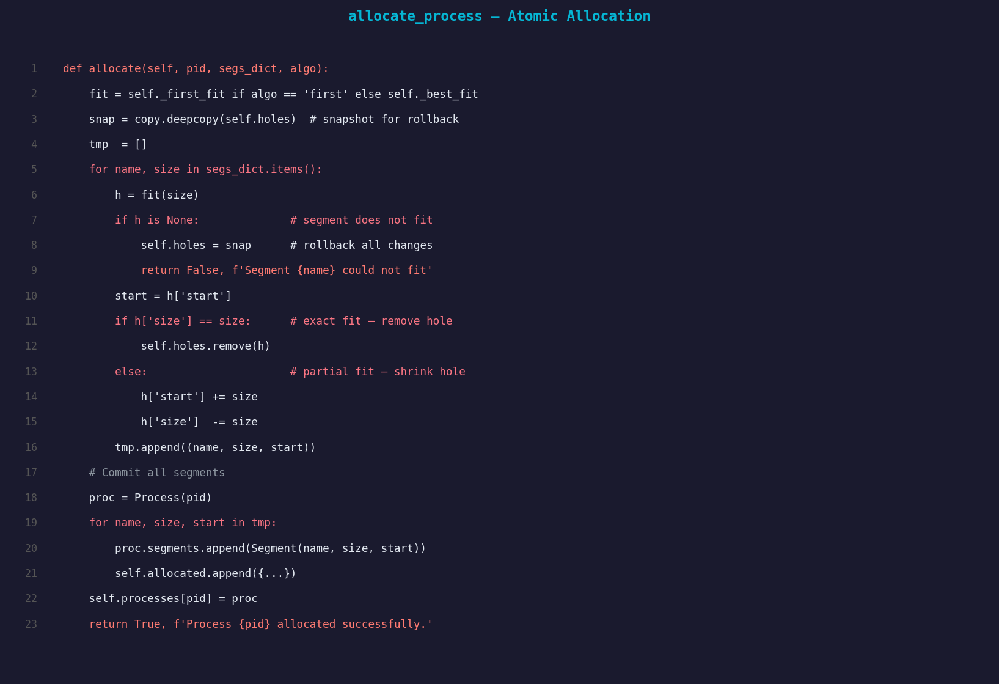 allocate_process — Atomic Allocation
1 def allocate(self, pid, segs_dict, algo):
2     fit = self._first_fit if algo == 'first' else self._best_fit
3     snap = copy.deepcopy(self.holes)  # snapshot for rollback
4     tmp  = []
5     for name, size in segs_dict.items():
6         h = fit(size)
7         if h is None:              # segment does not fit
8             self.holes = snap      # rollback all changes
9             return False, f'Segment {name} could not fit'
10         start = h['start']
11         if h['size'] == size:      # exact fit — remove hole
12             self.holes.remove(h)
13         else:                      # partial fit — shrink hole
14             h['start'] += size
15             h['size']  -= size
16         tmp.append((name, size, start))
17     # Commit all segments
18     proc = Process(pid)
19     for name, size, start in tmp:
20         proc.segments.append(Segment(name, size, start))
21         self.allocated.append({...})
22     self.processes[pid] = proc
23     return True, f'Process {pid} allocated successfully.'